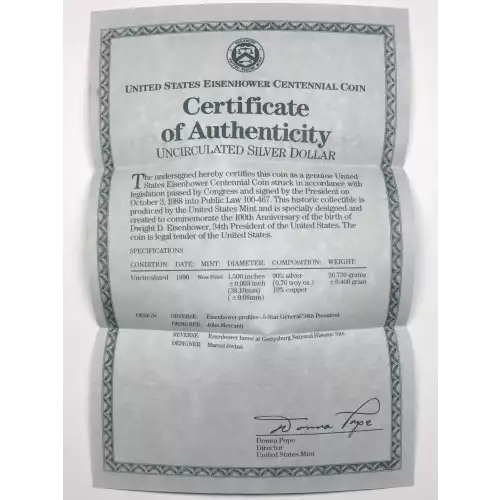 UNITED STATES EISENHOWER CENTENNIAL COIN
Certificate
of Authenticity
UNCIRCULATED SILVER DOLLAR
The undersigned hereby certifies this coin as a genuine United
States Eisenhower Centennial Coin struck in accordance with
legislation passed by Congress and signed by the President on
October 3, 1988 into Public Law 100-467. This historic collectible is
produced by the United States Mint and is specially designed and
created to commemorate the 100th Anniversary of the birth of
Dwight D. Eisenhower, 34th President of the United States. The
coin is legal tender of the United States.
SPECIFICATIONS
CONDITION: DATE: MINT: DIAMETER: COMPOSITION: WEIGHT:
Uncirculated 1990 West Point 1.500 inches 90% silver 26.730 grams
±0.003 inch (0.76 troy oz.) ±0.400 gram
(38.10mm) 10% copper
(±0.08mm)
DESIGN: OBVERSE: Eisenhower profiles—5-Star General/34th President
DESIGNER: John Mercanti
REVERSE: Eisenhower home at Gettysburg National Historic Site
DESIGNER: Marcel Jovine
Donna Pope
Donna Pope
Director
United States Mint